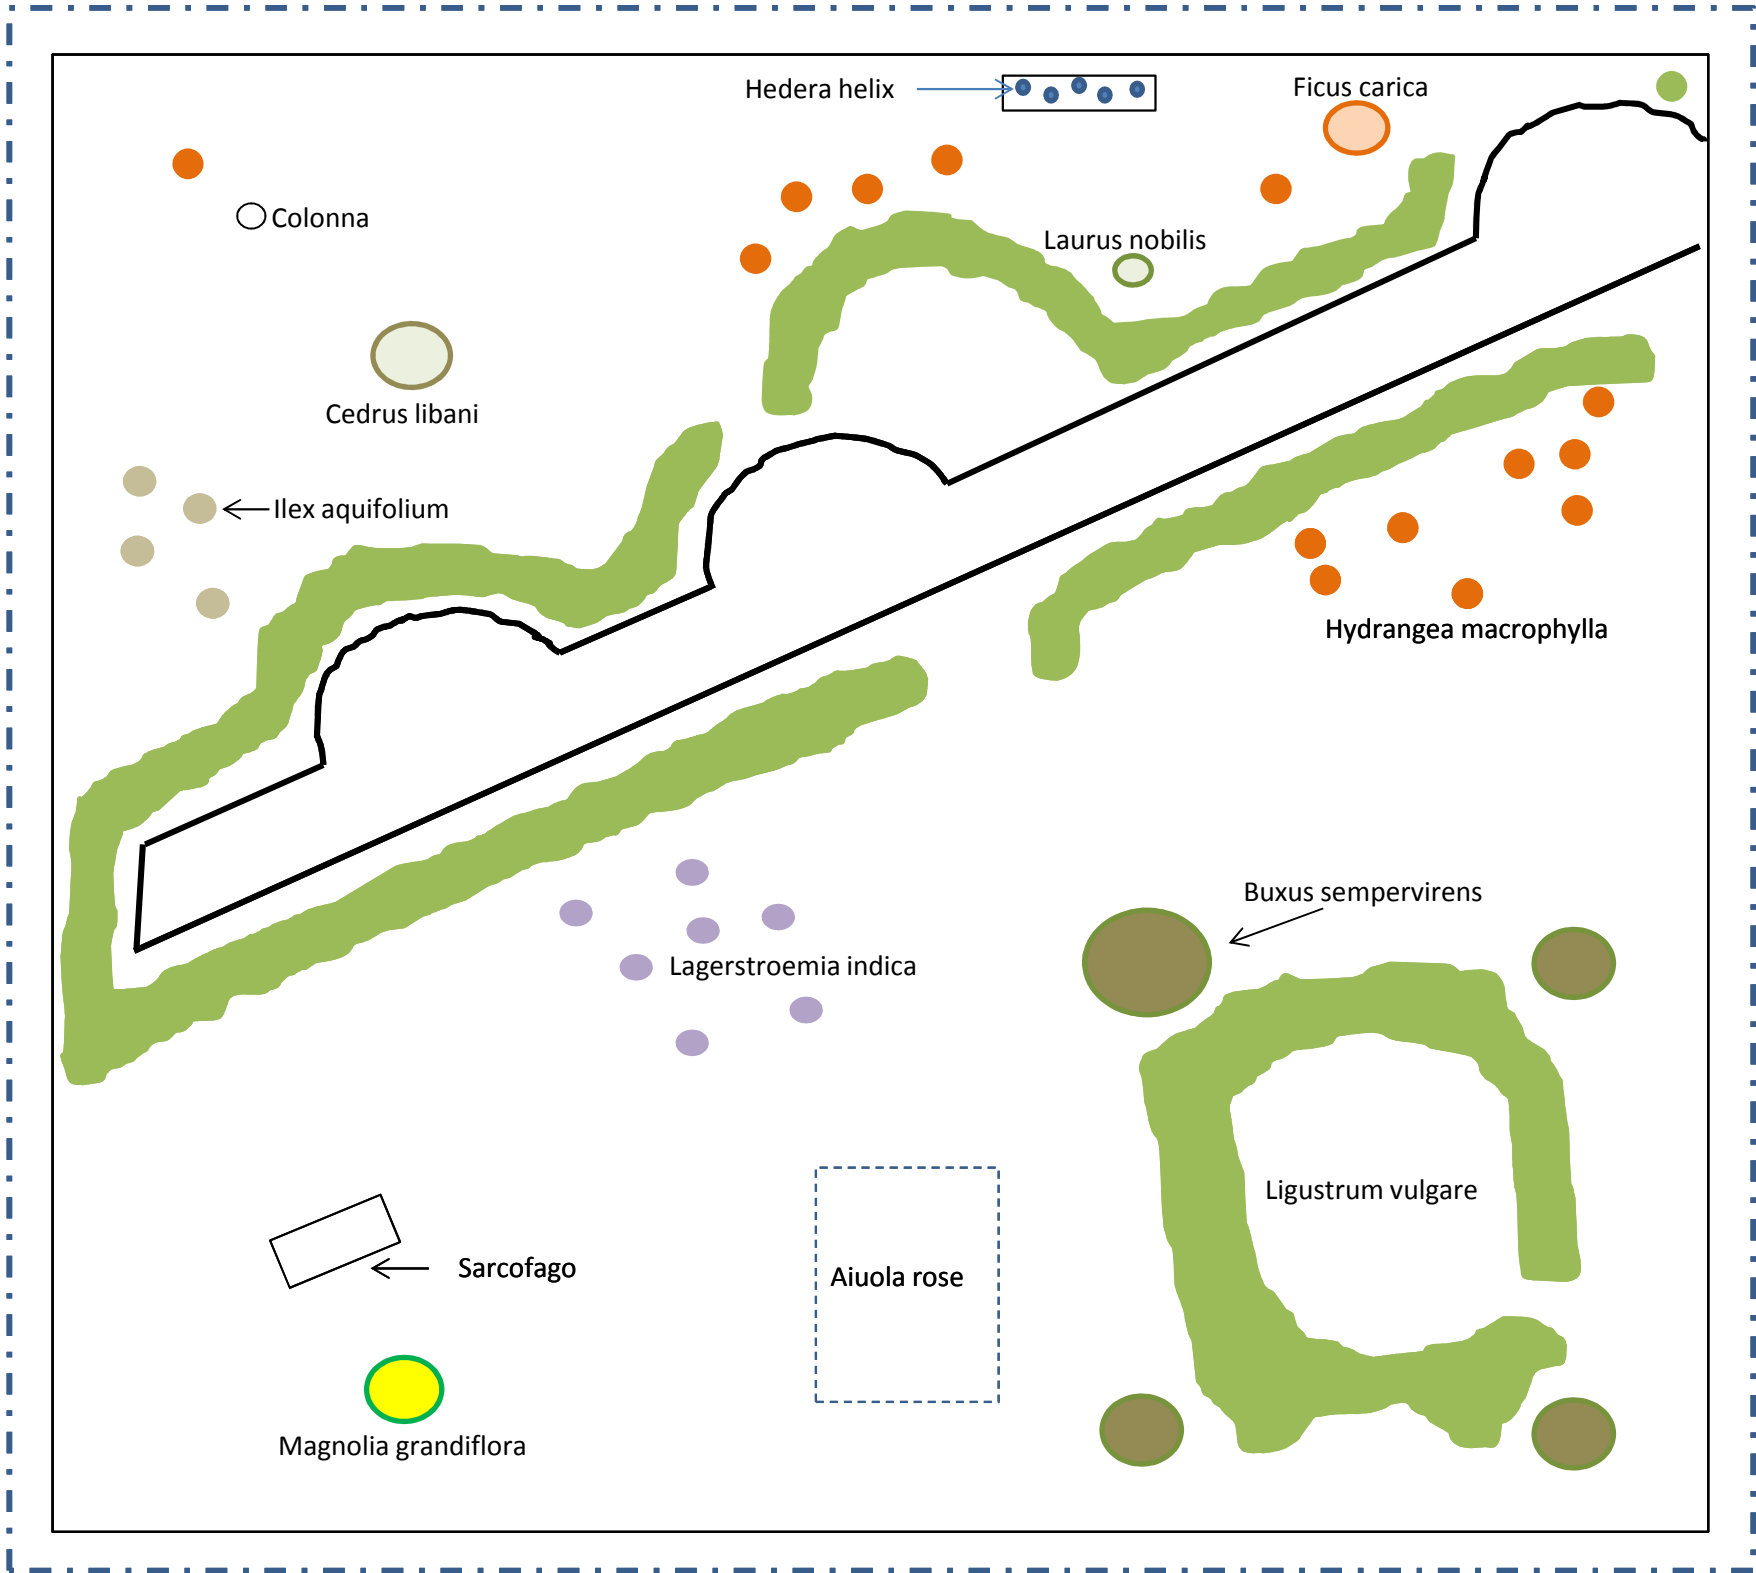 Hedera helix
Ficus carica
Colonna
Laurus nobilis
Cedrus libani
Ilex aquifolium
Hydrangea macrophylla
Buxus sempervirens
Lagerstroemia indica
Ligustrum vulgare
Sarcofago
Aiuola rose
Magnolia grandiflora